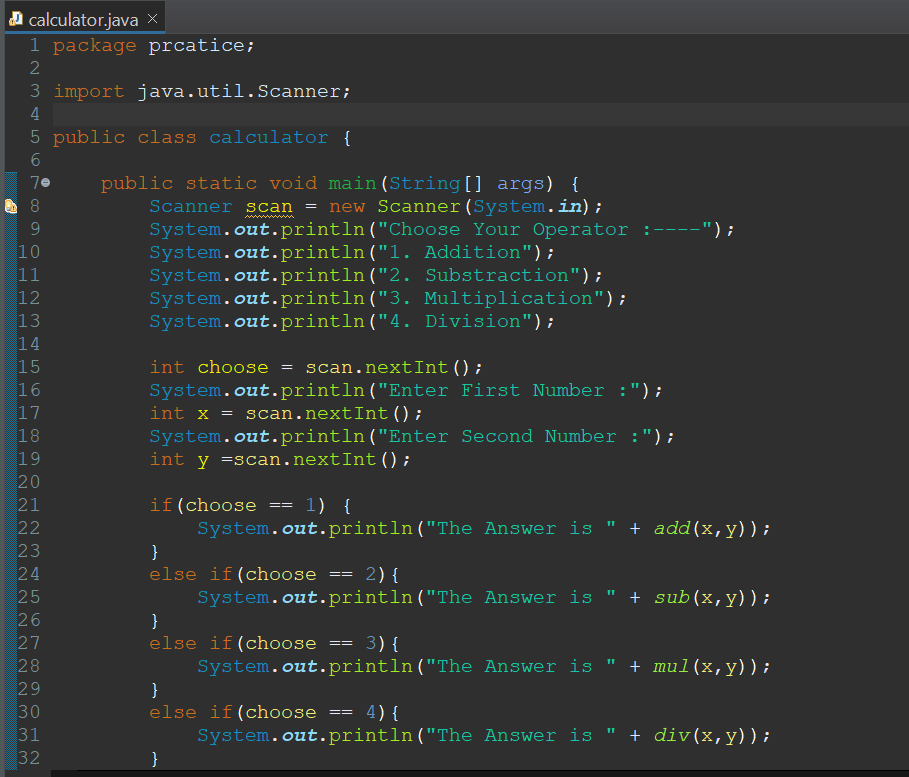 calculator.java
1 package prcatice;
2
3 import java.util.Scanner;
4
5 public class calculator {
6
7 public static void main(String[] args) {
8 Scanner scan = new Scanner(System.in);
9 System.out.println("Choose Your Operator :----");
10 System.out.println("1. Addition");
11 System.out.println("2. Substraction");
12 System.out.println("3. Multiplication");
13 System.out.println("4. Division");
14
15 int choose = scan.nextInt();
16 System.out.println("Enter First Number :");
17 int x = scan.nextInt();
18 System.out.println("Enter Second Number :");
19 int y =scan.nextInt();
20
21 if(choose == 1) {
22 System.out.println("The Answer is " + add(x,y));
23 }
24 else if(choose == 2){
25 System.out.println("The Answer is " + sub(x,y));
26 }
27 else if(choose == 3){
28 System.out.println("The Answer is " + mul(x,y));
29 }
30 else if(choose == 4){
31 System.out.println("The Answer is " + div(x,y));
32 }